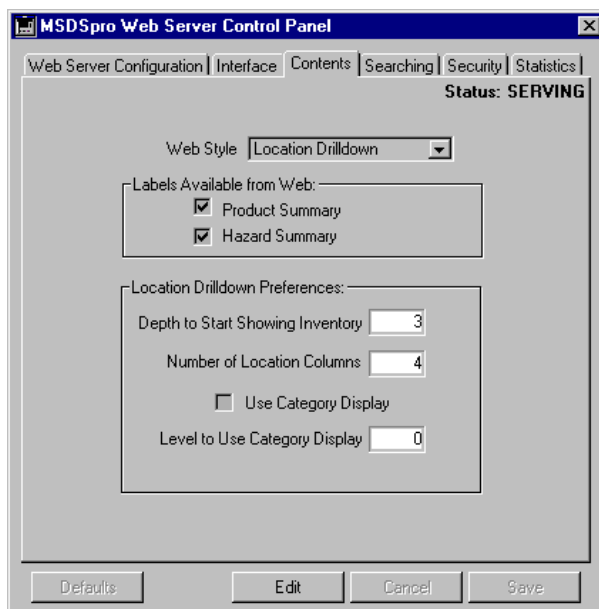 MSDSpro Web Server Control Panel
Web Server Configuration Interface Contents Searching Security Statistics
Status: SERVING
Web Style Location Drilldown
Labels Available from Web:
Product Summary
Hazard Summary
Location Drilldown Preferences:
Depth to Start Showing Inventory 3
Number of Location Columns 4
Use Category Display
Level to Use Category Display 0
Defaults Edit Cancel Save